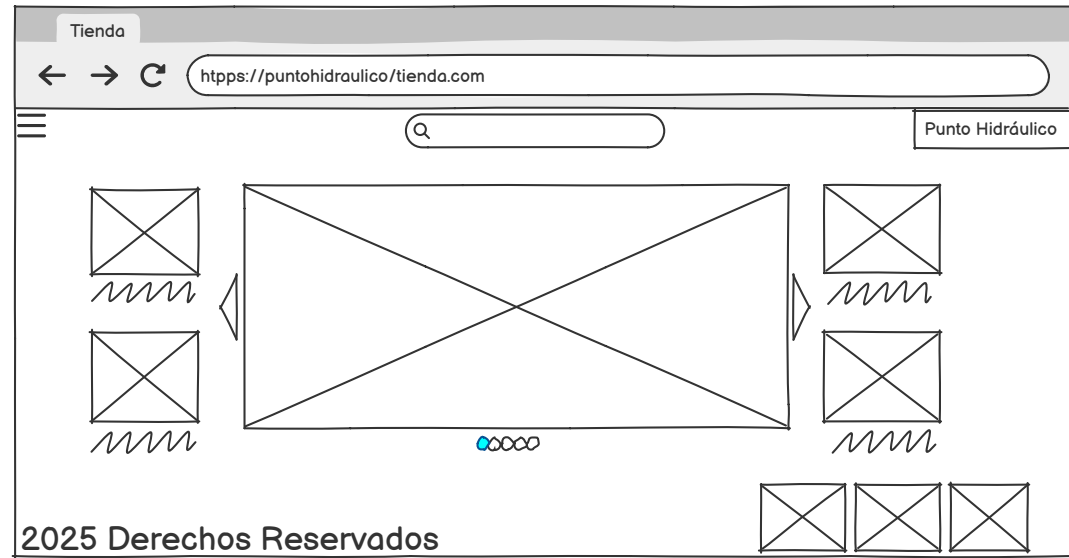 Tienda
htpps://puntohidraulico/tienda.com
Punto Hidráulico
2025 Derechos Reservados